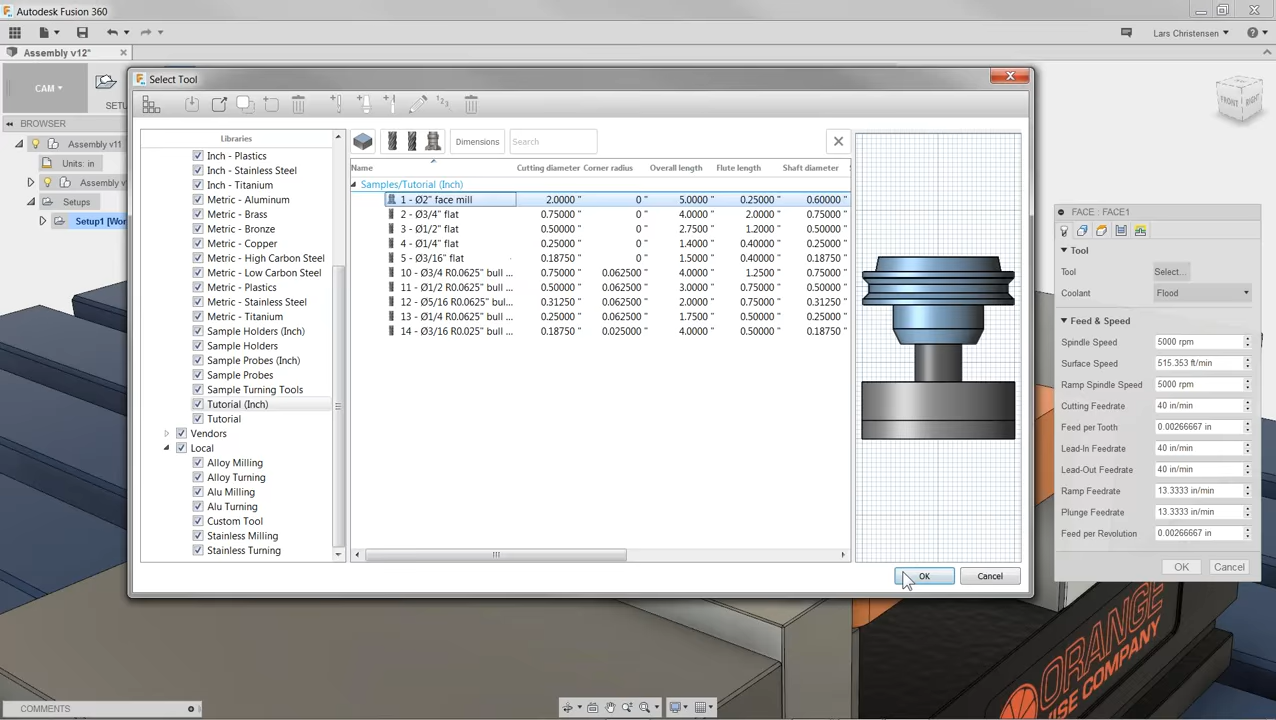 Autodesk Fusion 360
Lars Christensen
Assembly v12*
CAM
SETUP
BROWSER
Assembly v11
Units: in
Assembly v
Setups
Setup1 [Wor
COMMENTS
Select Tool
Libraries
Inch - Plastics
Inch - Stainless Steel
Inch - Titanium
Metric - Aluminum
Metric - Brass
Metric - Bronze
Metric - Copper
Metric - High Carbon Steel
Metric - Low Carbon Steel
Metric - Plastics
Metric - Stainless Steel
Metric - Titanium
Sample Holders (Inch)
Sample Holders
Sample Probes (Inch)
Sample Probes
Sample Turning Tools
Tutorial (Inch)
Tutorial
Vendors
Local
Alloy Milling
Alloy Turning
Alu Milling
Alu Turning
Custom Tool
Stainless Milling
Stainless Turning
Dimensions
Search
Name Cutting diameter Corner radius Overall length Flute length Shaft diameter
Samples/Tutorial (Inch)
1 - Ø2" face mill 2.0000 " 0 " 5.0000 " 0.25000 " 0.60000 "
2 - Ø3/4" flat 0.75000 " 0 " 4.0000 " 2.0000 " 0.75000 "
3 - Ø1/2" flat 0.50000 " 0 " 2.7500 " 1.2000 " 0.50000 "
4 - Ø1/4" flat 0.25000 " 0 " 1.4000 " 0.40000 " 0.25000 "
5 - Ø3/16" flat 0.18750 " 0 " 1.5000 " 0.40000 " 0.18750 "
10 - Ø3/4 R0.0625" bull ... 0.75000 " 0.062500 " 4.0000 " 1.2500 " 0.75000 "
11 - Ø1/2 R0.0625" bull ... 0.50000 " 0.062500 " 3.0000 " 0.75000 " 0.50000 "
12 - Ø5/16 R0.0625" bull ... 0.31250 " 0.062500 " 2.0000 " 0.75000 " 0.31250 "
13 - Ø1/4 R0.0625" bull ... 0.25000 " 0.062500 " 1.7500 " 0.50000 " 0.25000 "
14 - Ø3/16 R0.025" bull ... 0.18750 " 0.025000 " 4.0000 " 0.50000 " 0.18750 "
OK Cancel
FRONT RIGHT
FACE : FACE1
Tool
Tool Select...
Coolant Flood
Feed & Speed
Spindle Speed 5000 rpm
Surface Speed 515.353 ft/min
Ramp Spindle Speed 5000 rpm
Cutting Feedrate 40 in/min
Feed per Tooth 0.00266667 in
Lead-In Feedrate 40 in/min
Lead-Out Feedrate 40 in/min
Ramp Feedrate 13.3333 in/min
Plunge Feedrate 13.3333 in/min
Feed per Revolution 0.00266667 in
OK Cancel
ORANGE
ISE COMPANY